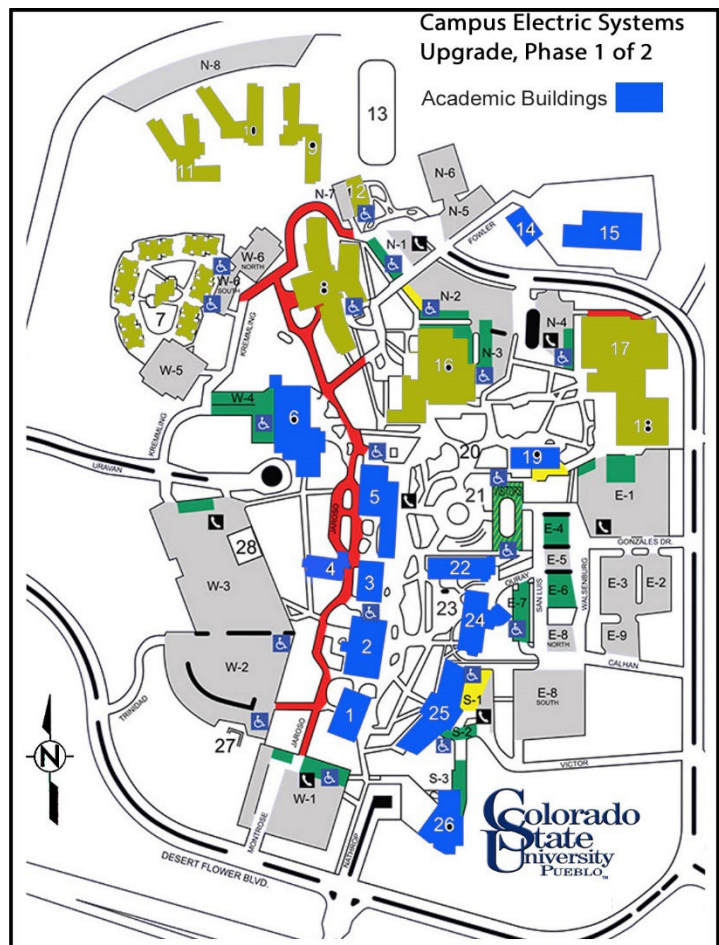 Campus Electric Systems
Upgrade, Phase 1 of 2
Academic Buildings
N-8
13
10
9
11
N-7
12
N-6
N-5
FOWLER
14
15
N-1
W-6
NORTH
W-6
SOUTH
8
N-2
7
KREMMLING
N-4
N-3
16
17
W-5
W-4
6
18
KREMMLING
20
19
URAVAN
5
21
VISITORS
E-1
JAROSO
E-4
GONZALES DR.
28
4
3
22
E-5
W-3
OURAY
SAN LUIS
WALSENBURG
E-6
E-3
E-2
23
24
E-7
2
E-8
NORTH
E-9
W-2
CALHAN
TRINIDAD
S-1
E-8
SOUTH
1
25
27
JAROSO
S-2
N
VICTOR
S-3
W-1
26
MONTROSE
NATHROP
DESERT FLOWER BLVD.
Colorado
State
University
PUEBLO™